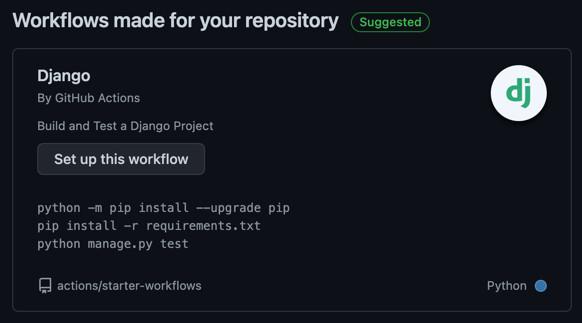 Workflows made for your repository Suggested
Django
dj
By GitHub Actions
Build and Test a Django Project
Set up this workflow
python -m pip install --upgrade pip
pip install -r requirements.txt
python manage.py test
actions/starter-workflows Python